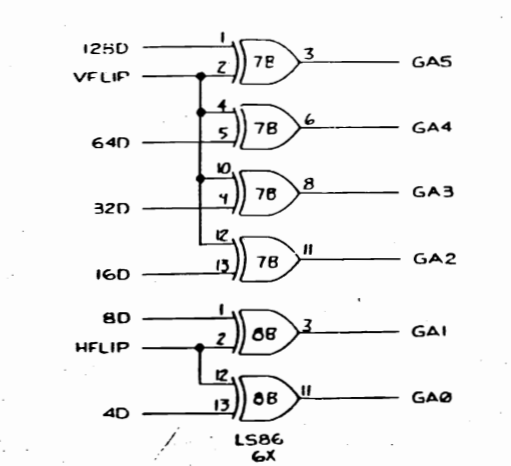 128D 1 7B 3 GA5
VFLIP 2
4 7B 6 GA4
64D 5
10 7B 8 GA3
32D 4
12 7B 11 GA2
16D 13
8D 1 8B 3 GA1
HFLIP 2
12 8B 11 GA0
4D 13
LS86
6X